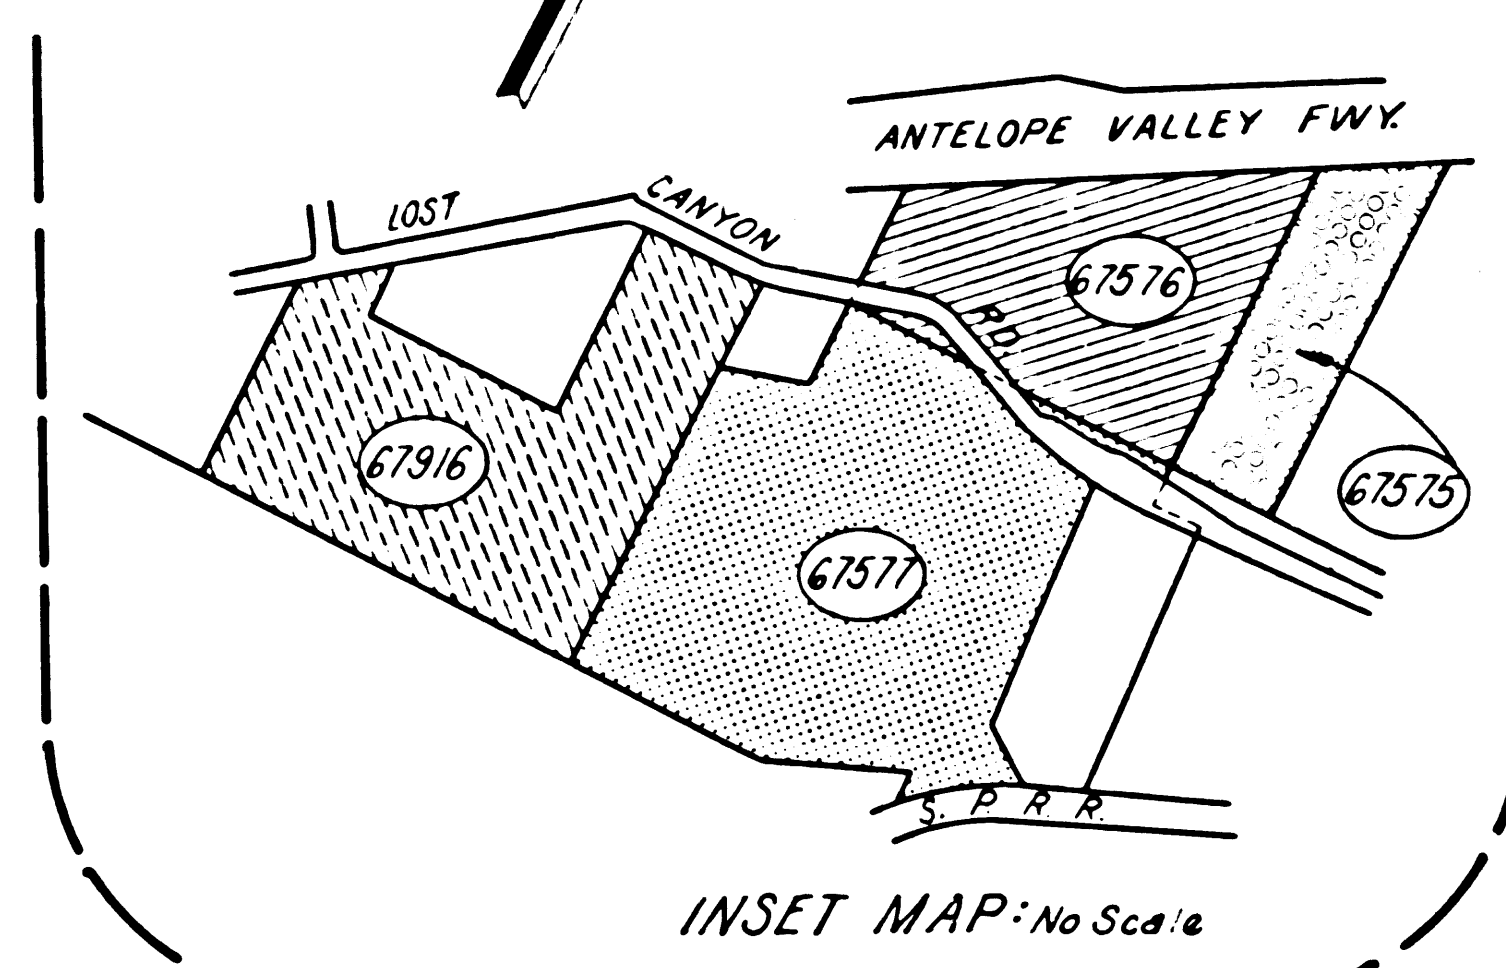 ANTELOPE VALLEY FWY.
LOST CANYON RD
67576
67916
67575
67577
S. P. R. R.
INSET MAP: No Scale